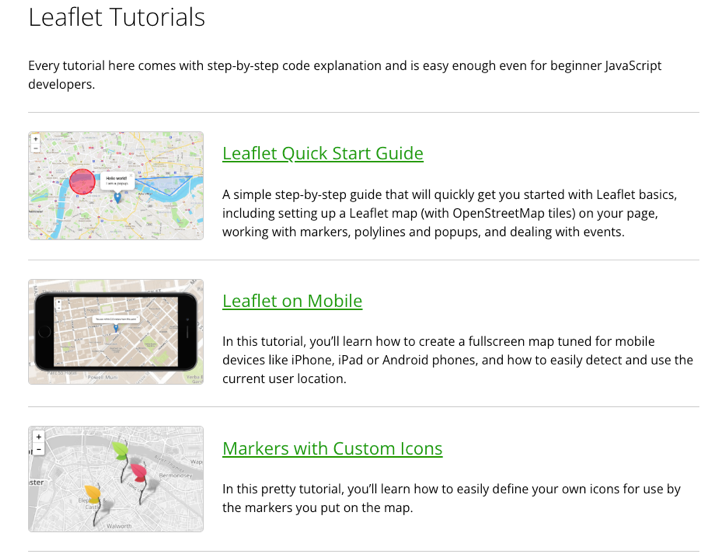 Leaflet Tutorials
Every tutorial here comes with step-by-step code explanation and is easy enough even for beginner JavaScript
developers.
Leaflet Quick Start Guide
A simple step-by-step guide that will quickly get you started with Leaflet basics,
including setting up a Leaflet map (with OpenStreetMap tiles) on your page,
working with markers, polylines and popups, and dealing with events.
+
−
Hello world!
I am a popup.
Leaflet on Mobile
In this tutorial, you’ll learn how to create a fullscreen map tuned for mobile
devices like iPhone, iPad or Android phones, and how to easily detect and use the
current user location.
Markers with Custom Icons
In this pretty tutorial, you’ll learn how to easily define your own icons for use by
the markers you put on the map.
+
−
Wap
Bermondsey
ster
Walworth